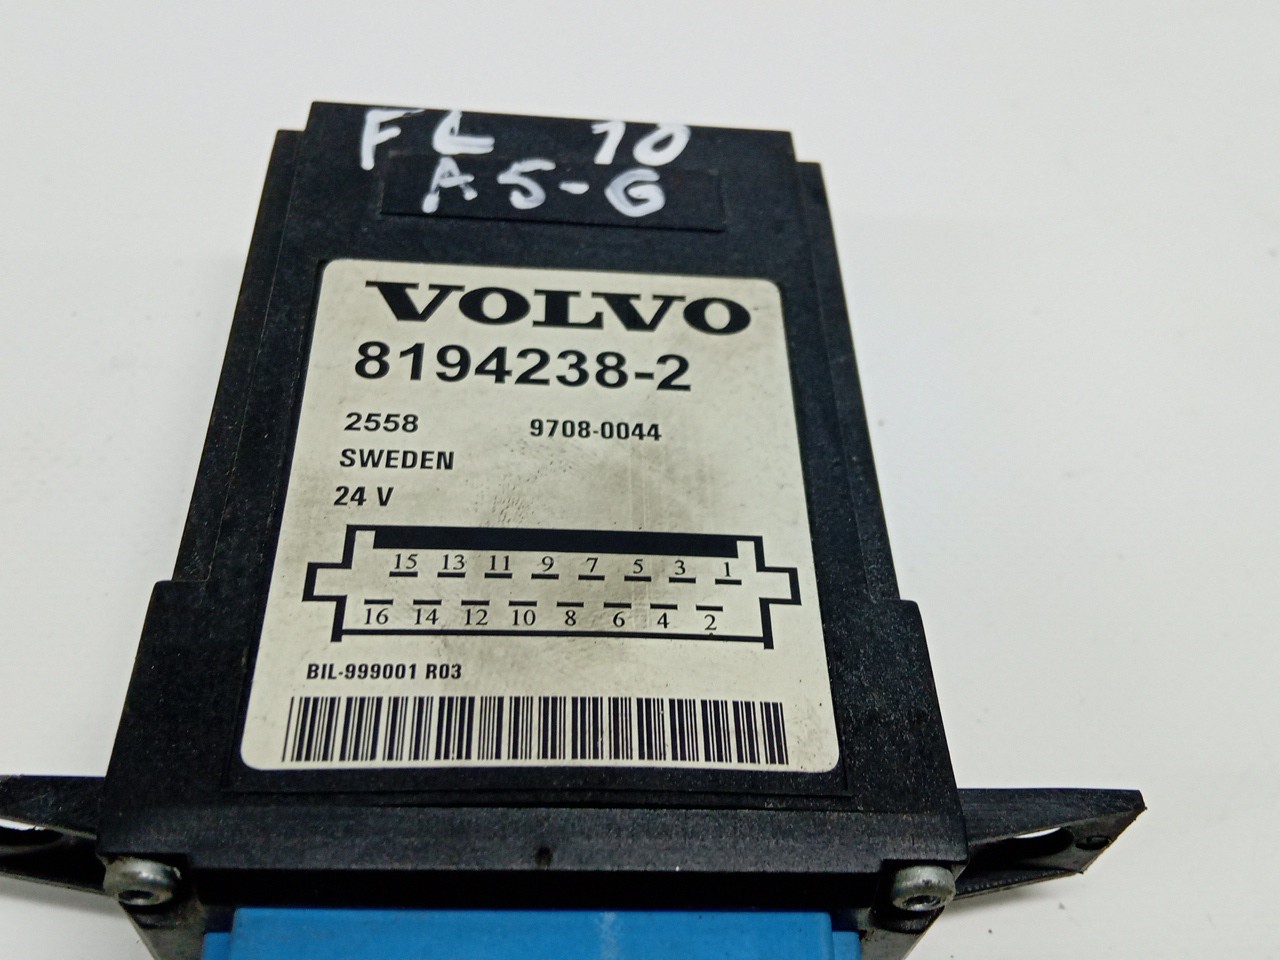 FL 10
A5-G
VOLVO
8194238-2
2558 9708-0044
SWEDEN
24 V
15 13 11 9 7 5 3 1
16 14 12 10 8 6 4 2
BIL-999001 R03